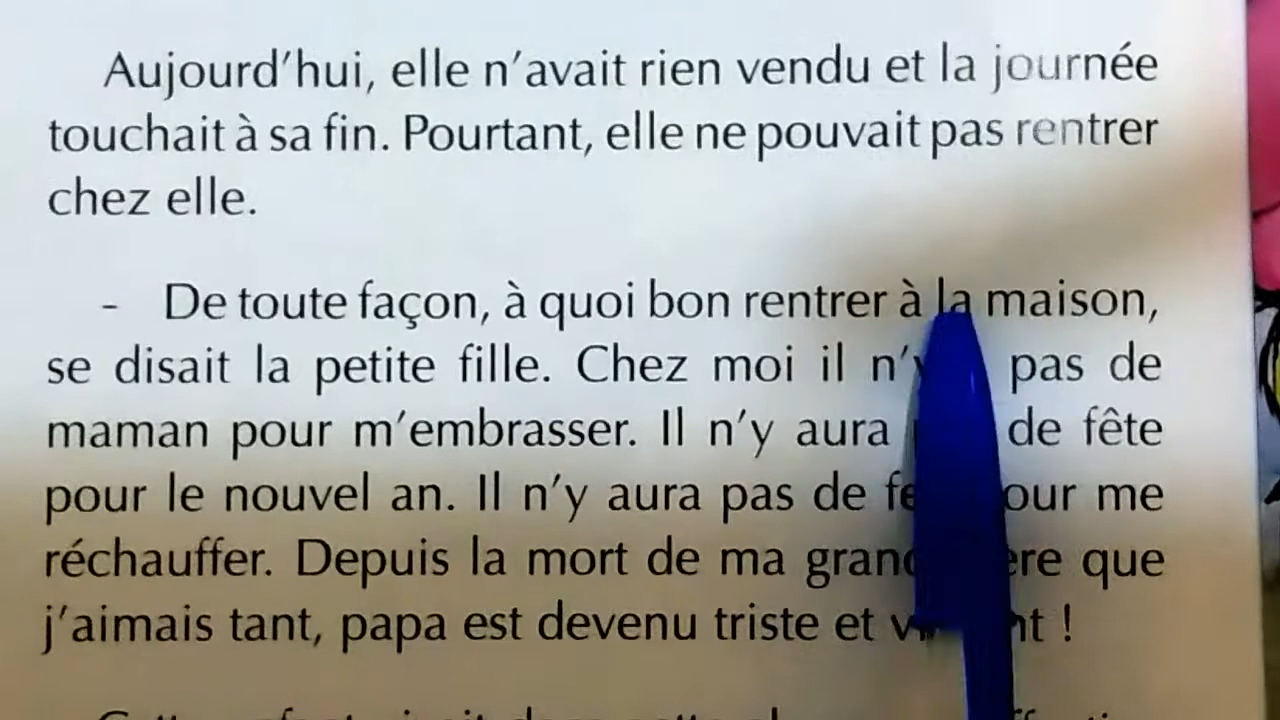 Aujourd'hui, elle n'avait rien vendu et la journée
touchait à sa fin. Pourtant, elle ne pouvait pas rentrer
chez elle.
- De toute façon, à quoi bon rentrer à la maison,
se disait la petite fille. Chez moi il pas de
maman pour m'embrasser. Il n'y aura de fête
pour le nouvel an. Il n'y aura pas de me
réchauffer. Depuis la mort de ma que
j'aimais tant, papa est devenu triste et !